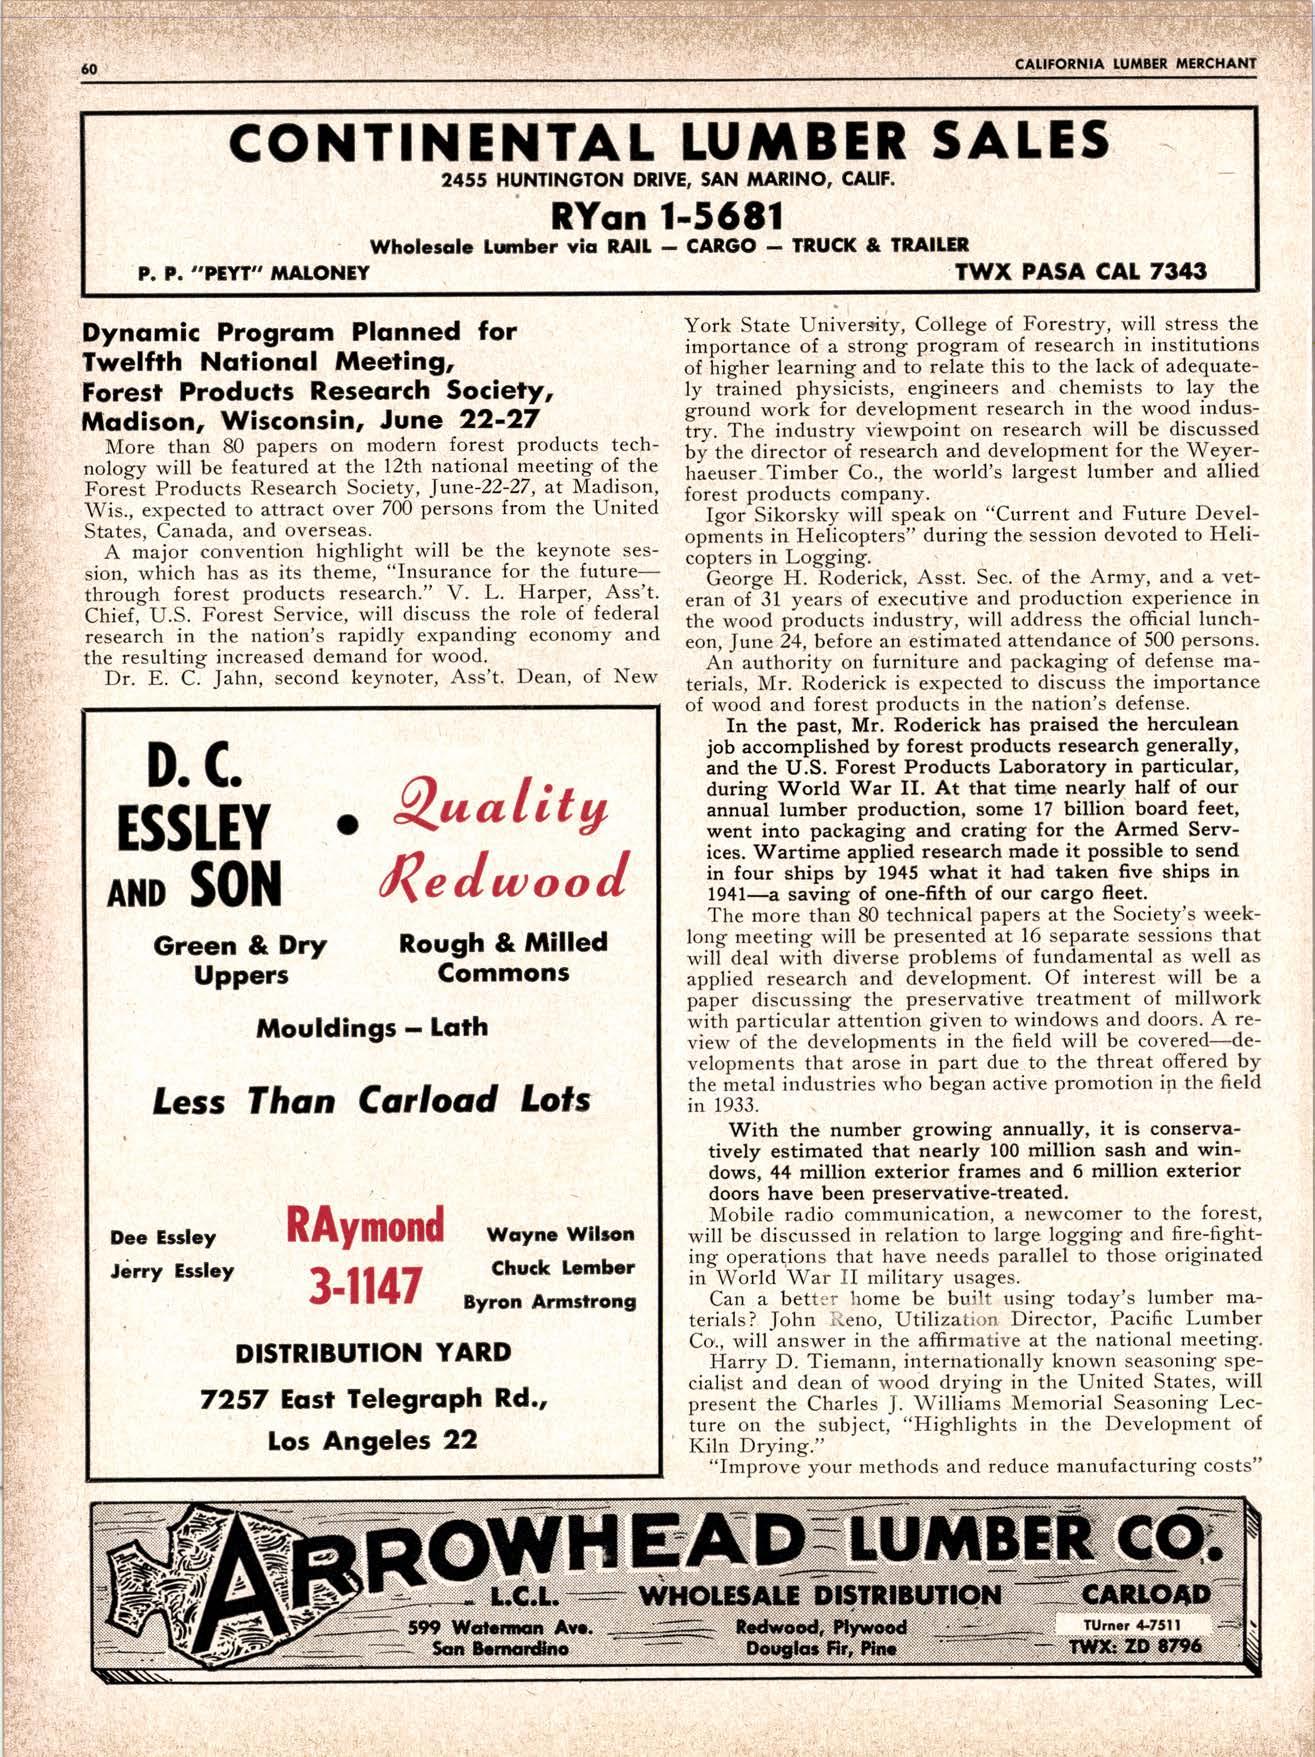 60
CALIFORNIA LUMBER MERCHANT
CONTINENTAL LUMBER SALES
2455 HUNTINGTON DRIVE, SAN MARINO, CALIF.
RYan 1-5681
Wholesale Lumber via RAIL — CARGO — TRUCK & TRAILER
P. P. "PEYT" MALONEY
TWX PASA CAL 7343
Dynamic Program Planned for
Twelfth National Meeting,
Forest Products Research Society,
Madison, Wisconsin, June 22-27
More than 80 papers on modern forest products tech-
nology will be featured at the 12th national meeting of the
Forest Products Research Society, June-22-27, at Madison,
Wis., expected to attract over 700 persons from the United
States, Canada, and overseas.
A major convention highlight will be the keynote ses-
sion, which has as its theme, "Insurance for the future—
through forest products research." V. L. Harper, Ass't.
Chief, U.S. Forest Service, will discuss the role of federal
research in the nation's rapidly expanding economy and
the resulting increased demand for wood.
Dr. E. C. Jahn, second keynoter, Ass't. Dean, of New
D. C.
ESSLEY
AND SON
• Quality
Redwood
Green & Dry
Uppers
Rough & Milled
Commons
Mouldings — Lath
Less Than Carload Lots
Dee Essley
Jerry Essley
RAymond
3-1147
Wayne Wilson
Chuck Lember
Byron Armstrong
DISTRIBUTION YARD
7257 East Telegraph Rd.,
Los Angeles 22
York State University, College of Forestry, will stress the
importance of a strong program of research in institutions
of higher learning and to relate this to the lack of adequate-
ly trained physicists, engineers and chemists to lay the
ground work for development research in the wood indus-
try. The industry viewpoint on research will be discussed
by the director of research and development for the Weyer-
haeuser Timber Co., the world's largest lumber and allied
forest products company.
Igor Sikorsky will speak on "Current and Future Devel-
opments in Helicopters" during the session devoted to Heli-
copters in Logging.
George H. Roderick, Asst. Sec. of the Army, and a vet-
eran of 31 years of executive and production experience in
the wood products industry, will address the official lunch-
eon, June 24, before an estimated attendance of 500 persons.
An authority on furniture and packaging of defense ma-
terials, Mr. Roderick is expected to discuss the importance
of wood and forest products in the nation's defense.
In the past, Mr. Roderick has praised the herculean
job accomplished by forest products research generally,
and the U.S. Forest Products Laboratory in particular,
during World War II. At that time nearly half of our
annual lumber production, some 17 billion board feet,
went into packaging and crating for the Armed Serv-
ices. Wartime applied research made it possible to send
in four ships by 1945 what it had taken five ships in
1941—a saving of one-fifth of our cargo fleet.
The more than 80 technical papers at the Society's week-
long meeting will be presented at 16 separate sessions that
will deal with diverse problems of fundamental as well as
applied research and development. Of interest will be a
paper discussing the preservative treatment of millwork
with particular attention given to windows and doors. A re-
view of the developments in the field will be covered—de-
velopments that arose in part due to the threat offered by
the metal industries who began active promotion in the field
in 1933.
With the number growing annually, it is conserva-
tively estimated that nearly 100 million sash and win-
dows, 44 million exterior frames and 6 million exterior
doors have been preservative-treated.
Mobile radio communication, a newcomer to the forest,
will be discussed in relation to large logging and fire-fight-
ing operations that have needs parallel to those originated
in World War II military usages.
Can a better home be built using today's lumber ma-
terials? John Reno, Utilization Director, Pacific Lumber
Co., will answer in the affirmative at the national meeting.
Harry D. Tiemann, internationally known seasoning spe-
cialist and dean of wood drying in the United States, will
present the Charles J. Williams Memorial Seasoning Lec-
ture on the subject, "Highlights in the Development of
Kiln Drying."
"Improve your methods and reduce manufacturing costs"
ARROWHEAD LUMBER CO.
L.C.L. WHOLESALE DISTRIBUTION CARLOAD
599 Waterman Ave.
San Bernardino
Redwood, Plywood
Douglas Fir, Pine
TUrner 4-7511
TWX: ZD 8796